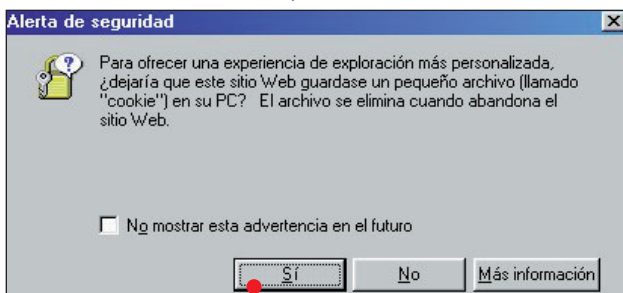 Alerta de seguridad
Para ofrecer una experiencia de exploración más personalizada,
¿dejaría que este sitio Web guardase un pequeño archivo (llamado
"cookie") en su PC? El archivo se elimina cuando abandona el
sitio Web.
No mostrar esta advertencia en el futuro
Sí No Más información